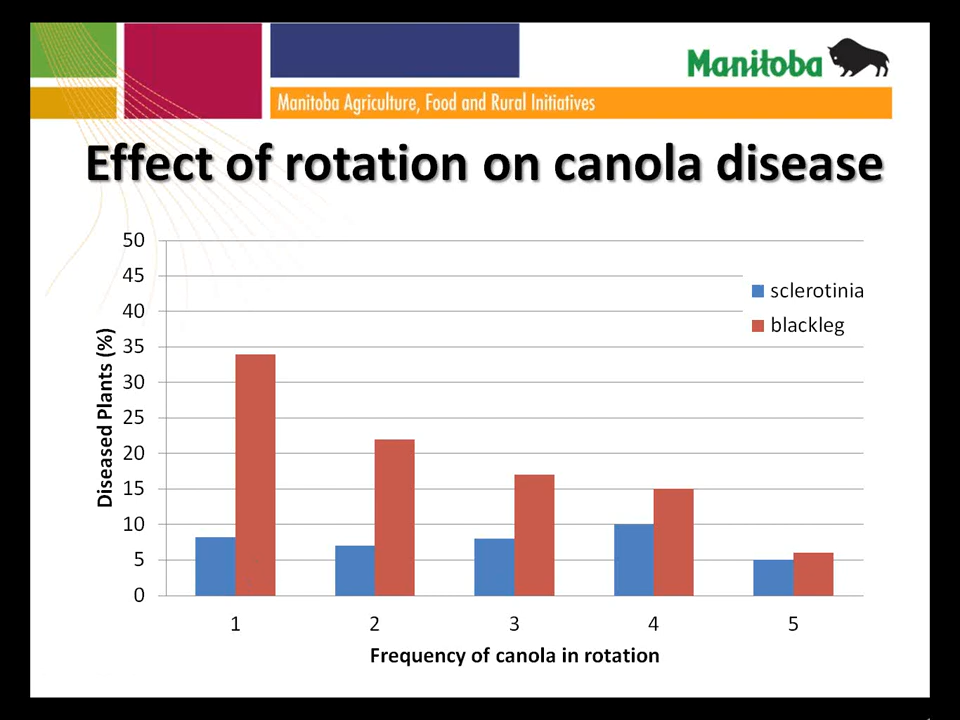 Manitoba
Manitoba Agriculture, Food and Rural Initiatives
Effect of rotation on canola disease
50
45
40
35
30
25
20
15
10
5
0
Diseased Plants (%)
sclerotinia
blackleg
1 2 3 4 5
Frequency of canola in rotation